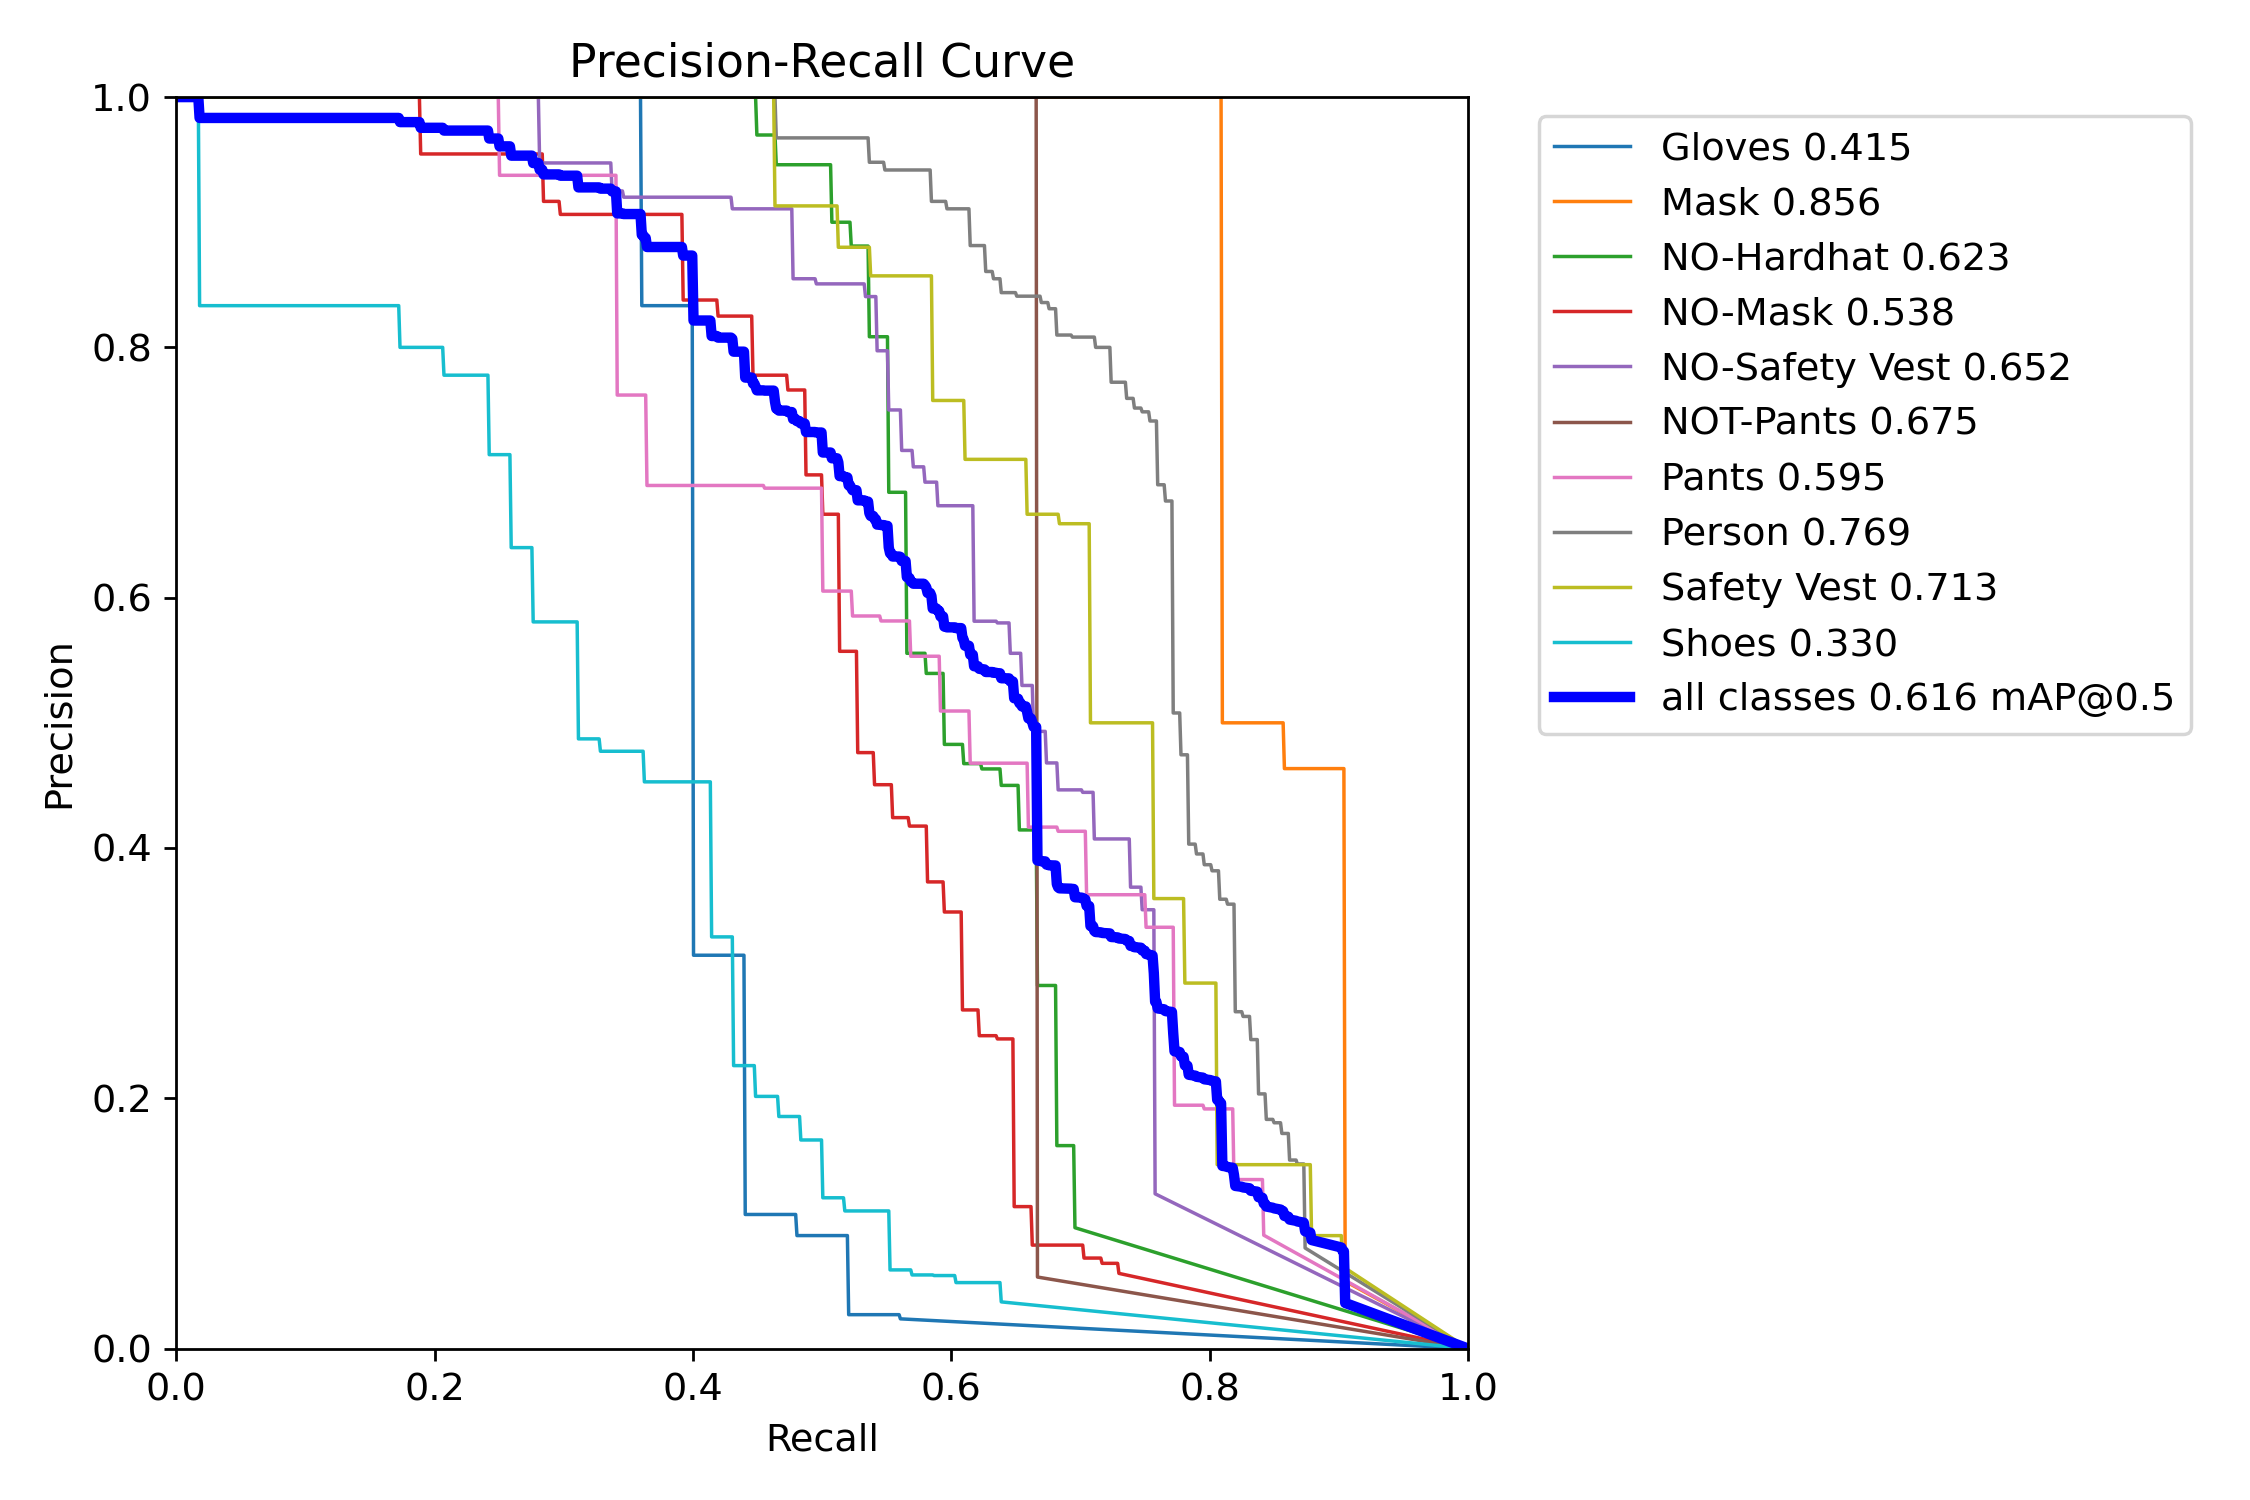 Precision-Recall Curve
1.0
0.8
0.6
0.4
0.2
0.0
Precision
0.0 0.2 0.4 0.6 0.8 1.0
Recall
Gloves 0.415
Mask 0.856
NO-Hardhat 0.623
NO-Mask 0.538
NO-Safety Vest 0.652
NOT-Pants 0.675
Pants 0.595
Person 0.769
Safety Vest 0.713
Shoes 0.330
all classes 0.616 mAP@0.5